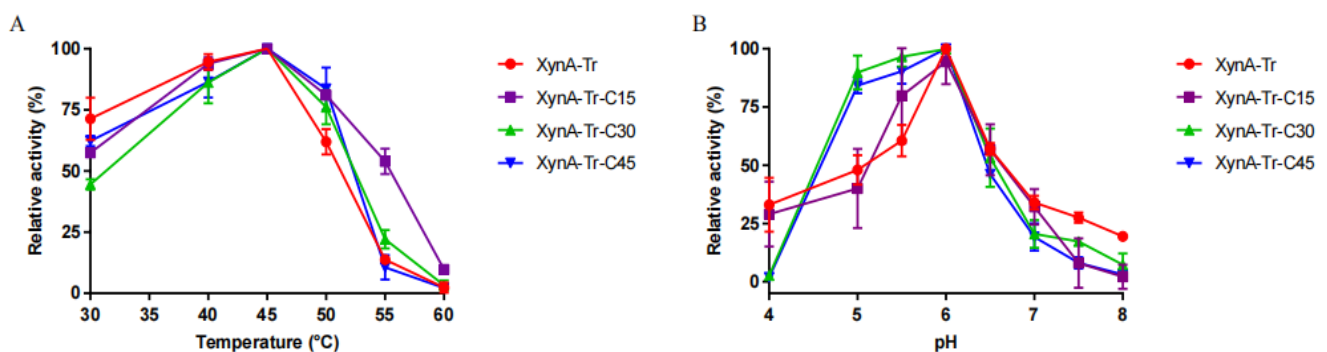 A
Relative activity (%)
100
75
50
25
0
30
35
40
45
50
55
60
Temperature (°C)
XynA-Tr
XynA-Tr-C15
XynA-Tr-C30
XynA-Tr-C45
B
Relative activity (%)
100
75
50
25
0
4
5
6
7
8
pH
XynA-Tr
XynA-Tr-C15
XynA-Tr-C30
XynA-Tr-C45